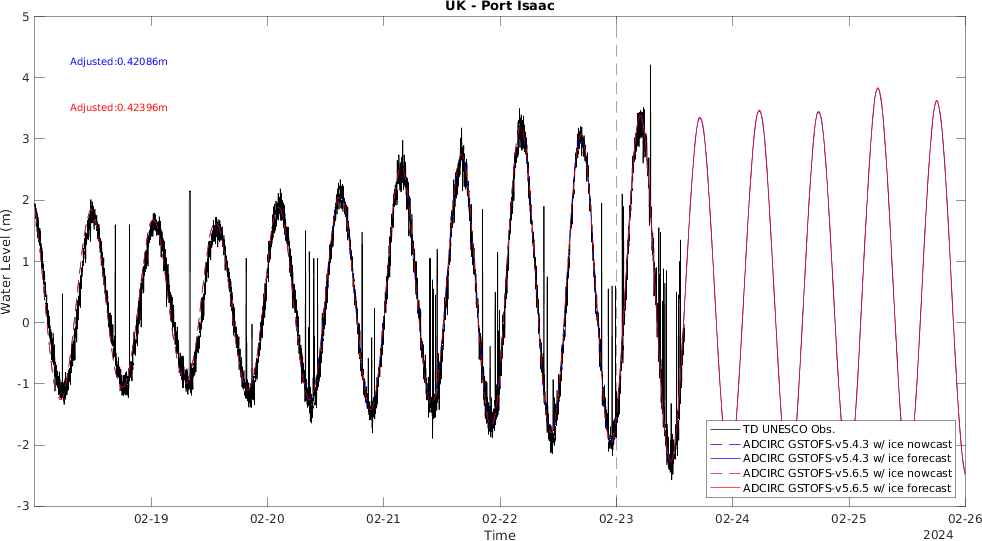 UK - Port Isaac
5
4
3
2
1
0
-1
-2
-3
Water Level (m)
Adjusted:0.42086m
Adjusted:0.42396m
TD UNESCO Obs.
ADCIRC GSTOFS-v5.4.3 w/ ice nowcast
ADCIRC GSTOFS-v5.4.3 w/ ice forecast
ADCIRC GSTOFS-v5.6.5 w/ ice nowcast
ADCIRC GSTOFS-v5.6.5 w/ ice forecast
02-19 02-20 02-21 02-22 02-23 02-24 02-25 02-26
2024
Time